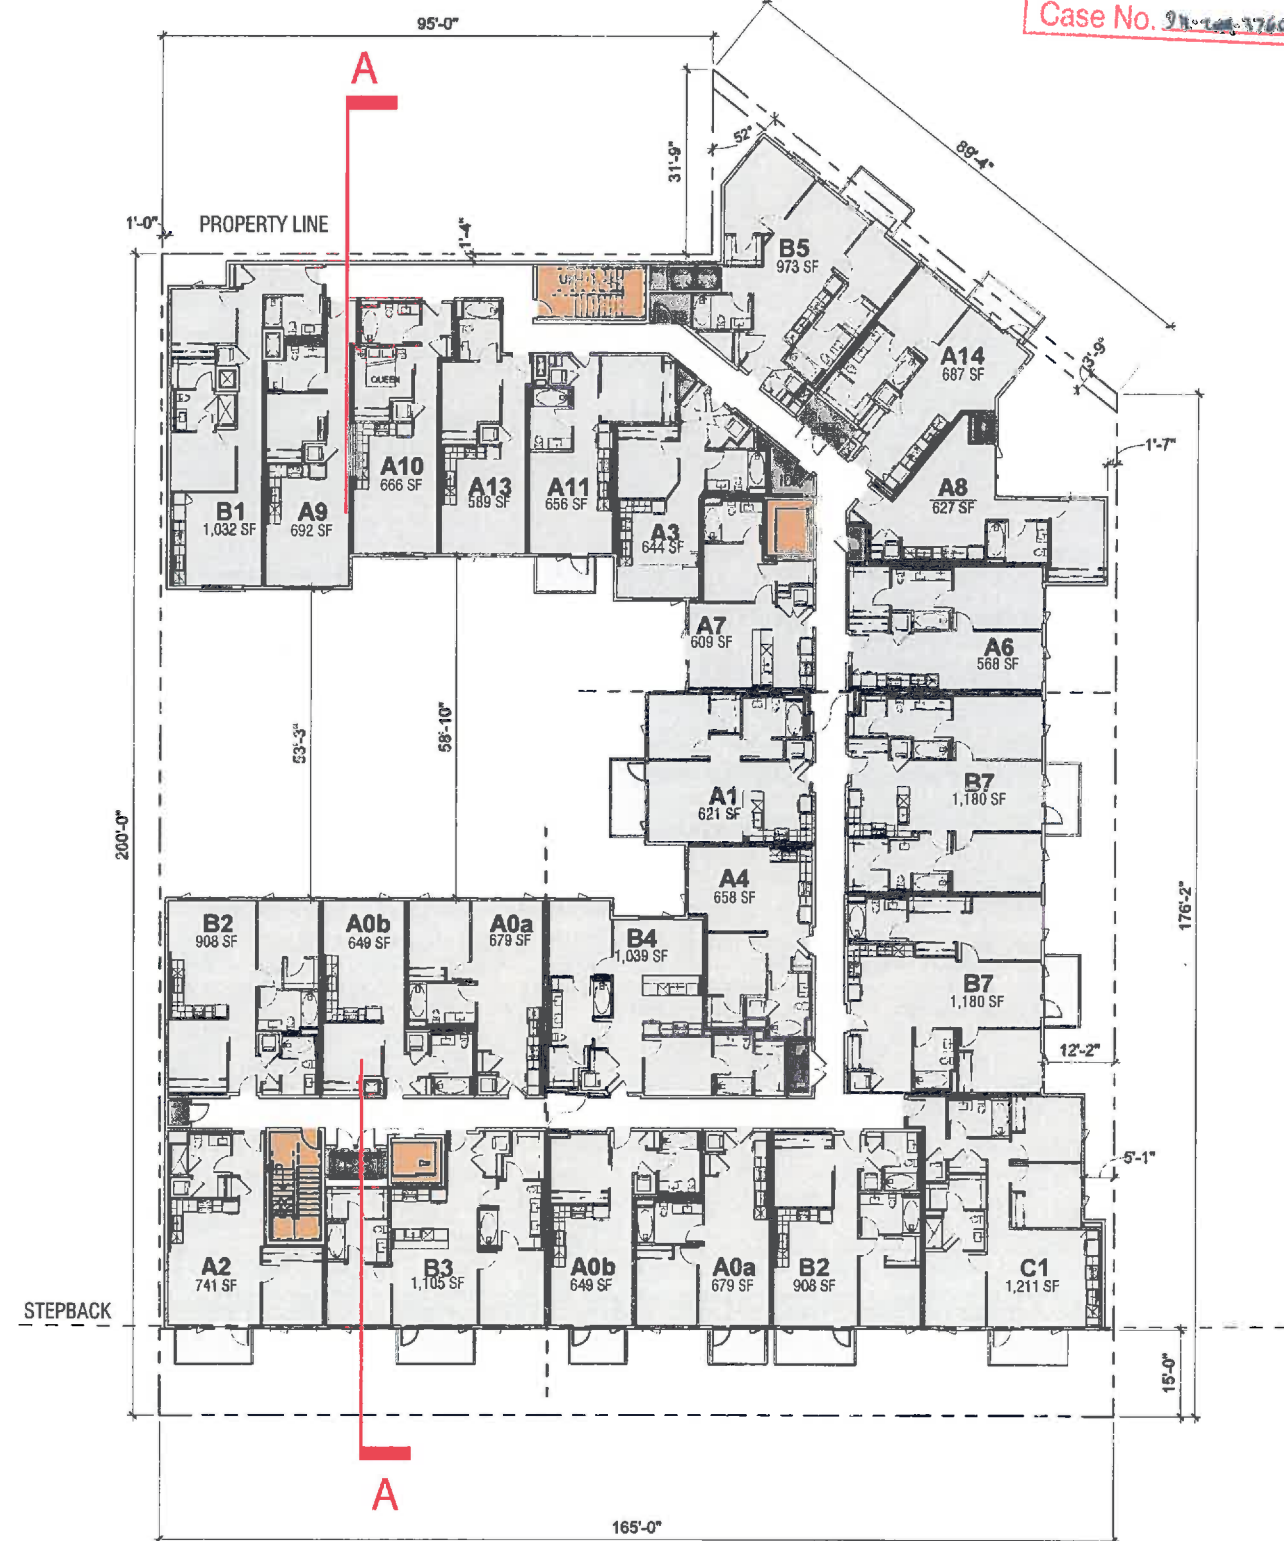 Case No.
95'-0"
A
31'-9"
52°
89'-4"
1'-0"
PROPERTY LINE
1'-4"
B5
973 SF
UP
A14
687 SF
3'-9"
QUEEN
1'-7"
A10
666 SF
A13
589 SF
A11
656 SF
A8
627 SF
B1
1,032 SF
A9
692 SF
A3
644 SF
A7
609 SF
A6
568 SF
53'-3"
58'-10"
B7
1,180 SF
A1
621 SF
200'-0"
A4
658 SF
176'-2"
B2
908 SF
A0b
649 SF
A0a
679 SF
B4
1,039 SF
B7
1,180 SF
12'-2"
5'-1"
A2
741 SF
B3
1,105 SF
A0b
649 SF
A0a
679 SF
B2
908 SF
C1
1,211 SF
STEPBACK
15'-0"
A
165'-0"